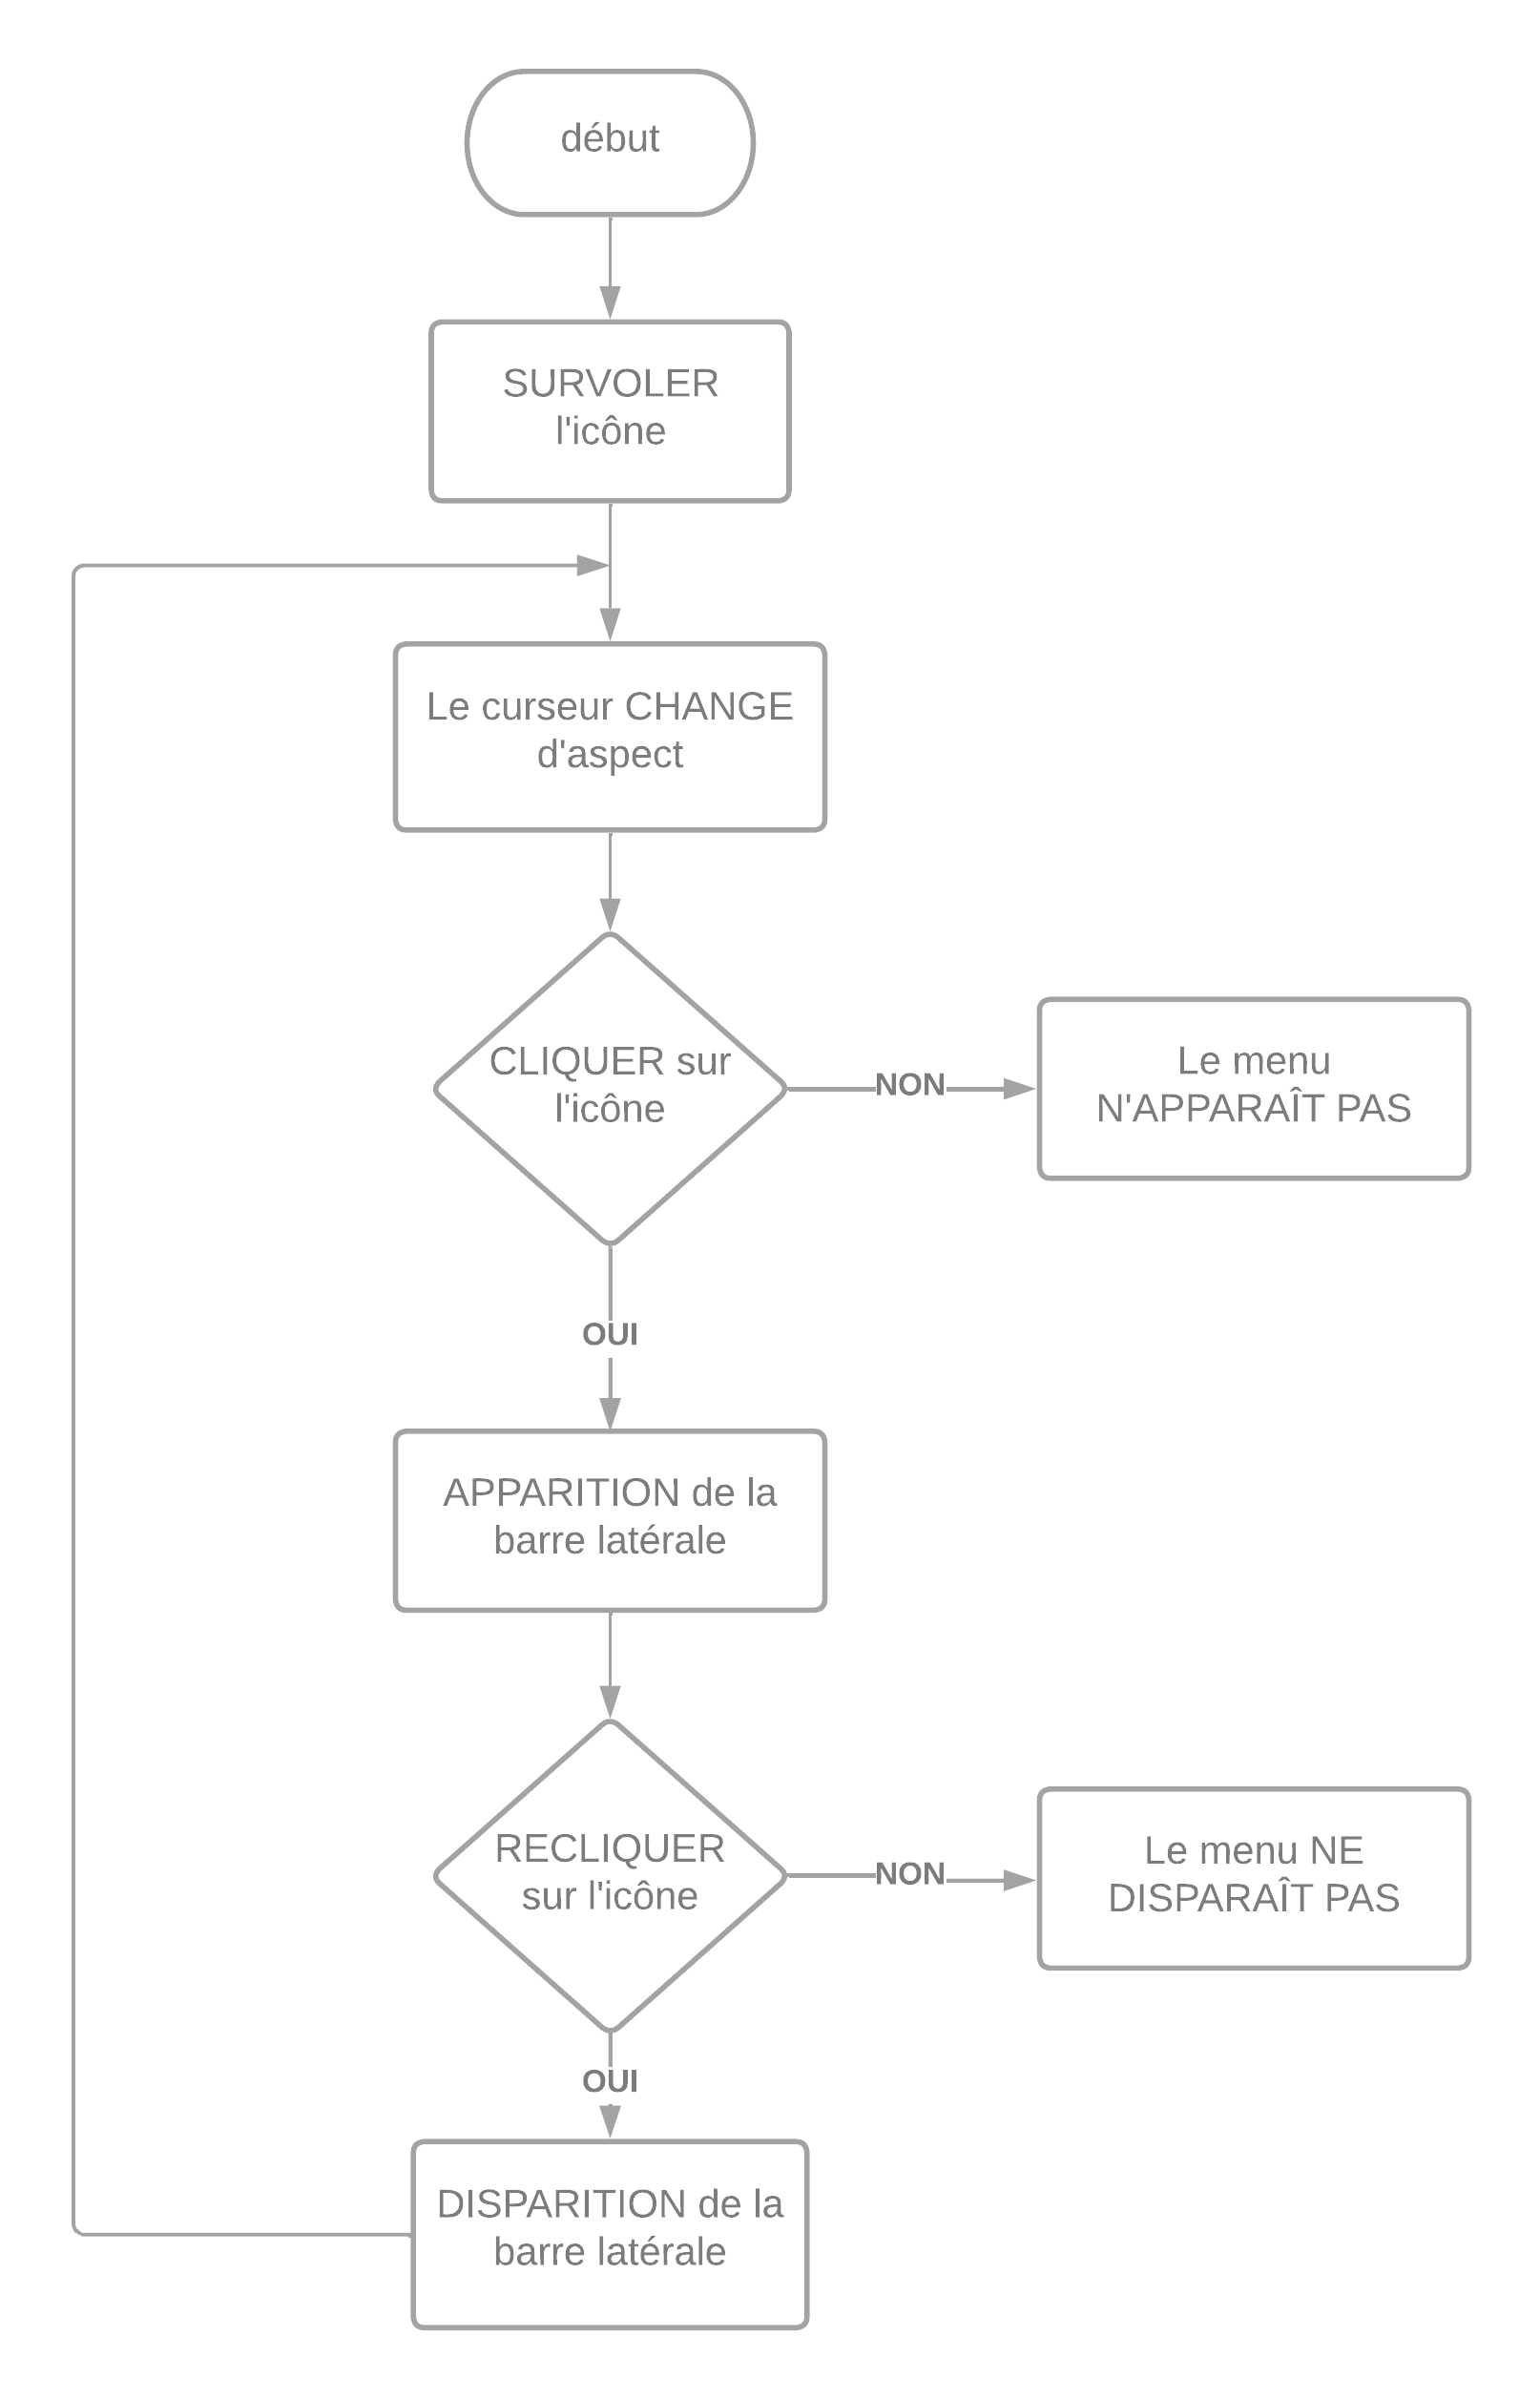 début
SURVOLER
l'icône
Le curseur CHANGE
d'aspect
CLIQUER sur
l'icône
NON
Le menu
N'APPARAÎT PAS
OUI
APPARITION de la
barre latérale
RECLIQUER
sur l'icône
NON
Le menu NE
DISPARAÎT PAS
OUI
DISPARITION de la
barre latérale